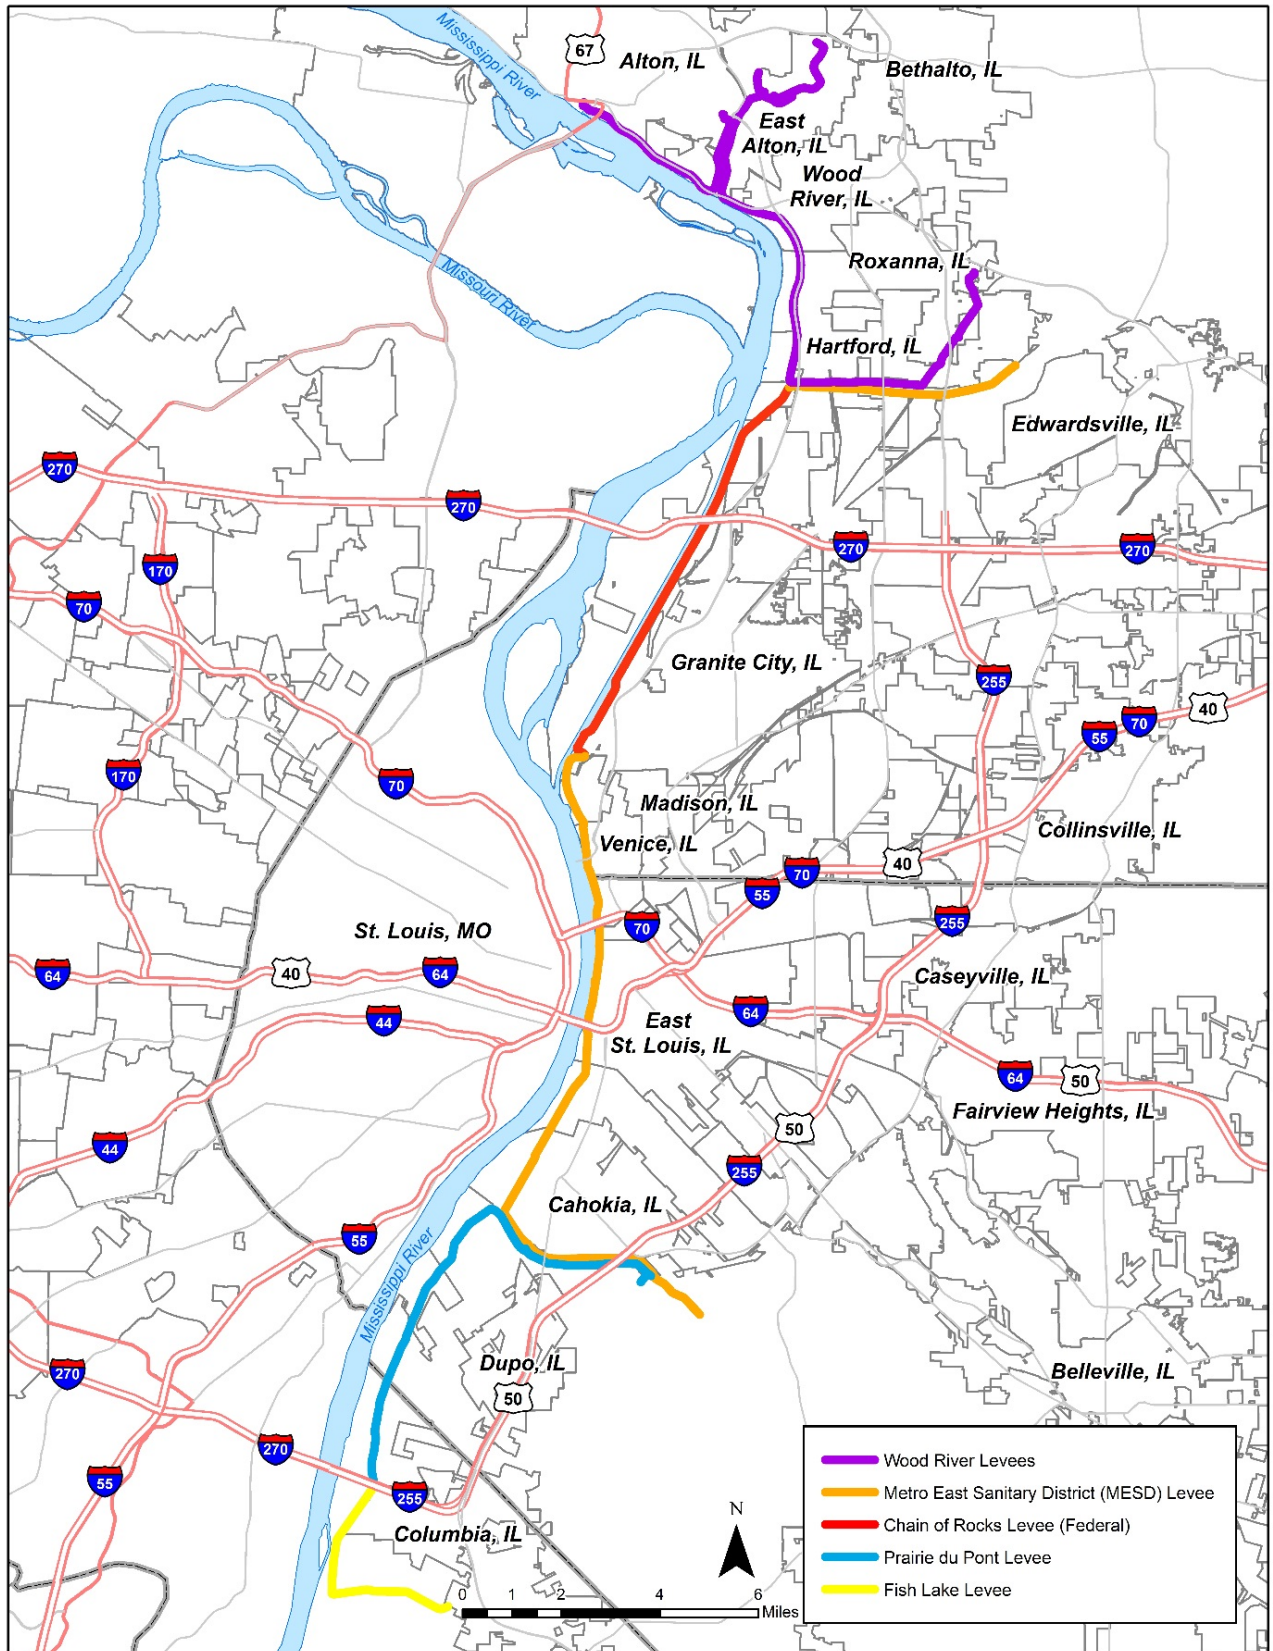 Mississippi River
67
Alton, IL
Bethalto, IL
East
Alton, IL
Wood
River, IL
Roxanna, IL
Missouri River
Hartford, IL
Edwardsville, IL
270
270
270
270
170
70
Granite City, IL
255
40
70
55
170
70
Madison, IL
Collinsville, IL
Venice, IL
40
70
55
St. Louis, MO
70
255
64
40
64
Caseyville, IL
44
64
East
St. Louis, IL
64
50
Fairview Heights, IL
50
44
255
Cahokia, IL
55
Mississippi River
Dupo, IL
270
50
Belleville, IL
270
55
255
Columbia, IL
Wood River Levees
Metro East Sanitary District (MESD) Levee
Chain of Rocks Levee (Federal)
Prairie du Pont Levee
Fish Lake Levee
N
0 1 2 4 6
Miles